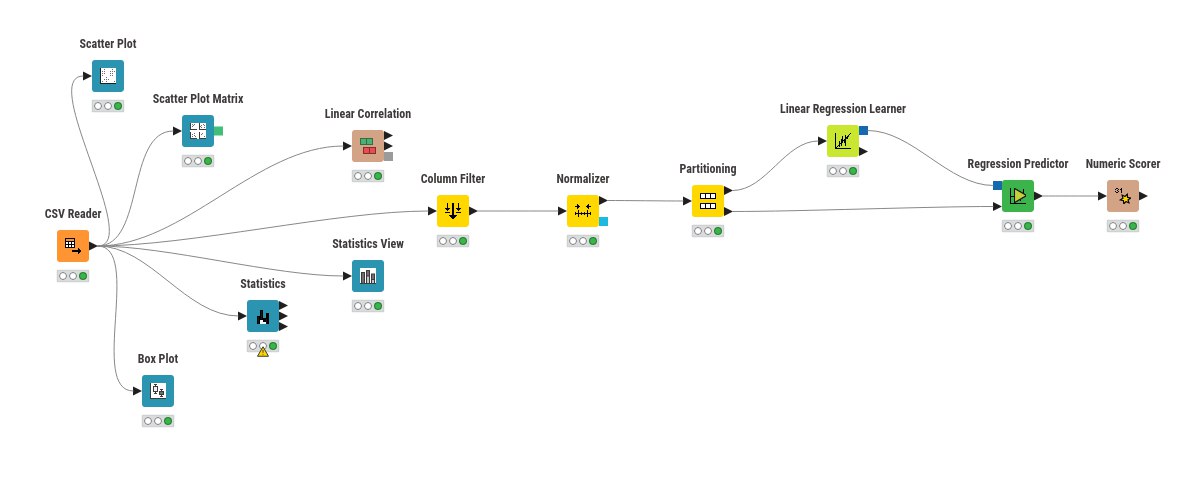 Scatter Plot
Scatter Plot Matrix
Linear Correlation
Linear Regression Learner
Regression Predictor
Numeric Scorer
Partitioning
Column Filter
Normalizer
CSV Reader
Statistics View
Statistics
Box Plot
31